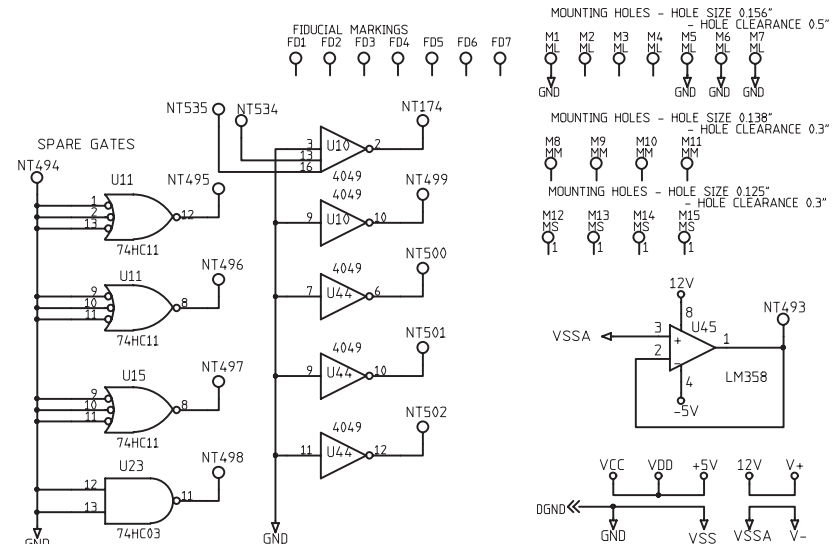 FIDUCIAL MARKINGS
FD1 FD2 FD3 FD4 FD5 FD6 FD7
MOUNTING HOLES - HOLE SIZE 0.156"
- HOLE CLEARANCE 0.5"
M1 M2 M3 M4 M5 M6 M7
ML ML ML ML ML ML ML
GND GND GND GND
MOUNTING HOLES - HOLE SIZE 0.138"
- HOLE CLEARANCE 0.3"
M8 M9 M10 M11
MM MM MM MM
MOUNTING HOLES - HOLE SIZE 0.125"
- HOLE CLEARANCE 0.3"
M12 M13 M14 M15
MS MS MS MS
1 1 1 1
SPARE GATES
NT494
U11 NT495
1
2
13
12
74HC11
U11 NT496
9
10
11
8
74HC11
U15 NT497
9
10
11
8
74HC11
U23 NT498
12
13
11
74HC03
GND
NT535 NT534 NT174
3
13
16
U10 2
4049
4049 NT499
9 U10 10
NT500
4049
7 U44 6
NT501
4049
9 U44 10
NT502
4049
11 U44 12
GND
12V
8 U45 NT493
VSSA 3 + 1
2 -
4 LM358
-5V
VCC VDD +5V 12V V+
DGND
GND VSS VSSA V-